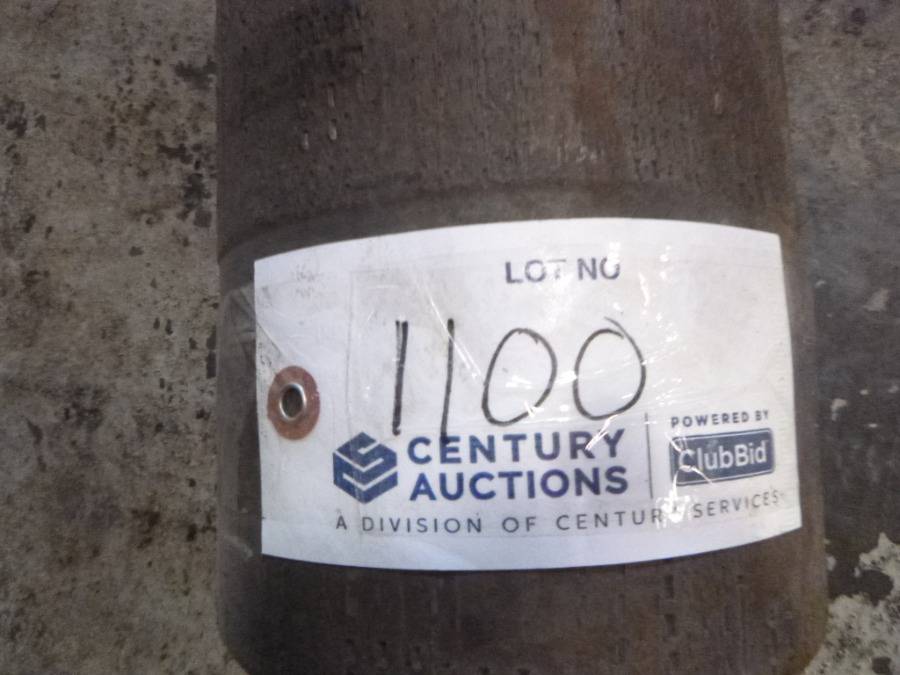 LOT NO
1100
CENTURY
AUCTIONS
POWERED BY
ClubBid
A DIVISION OF CENTURY SERVICES